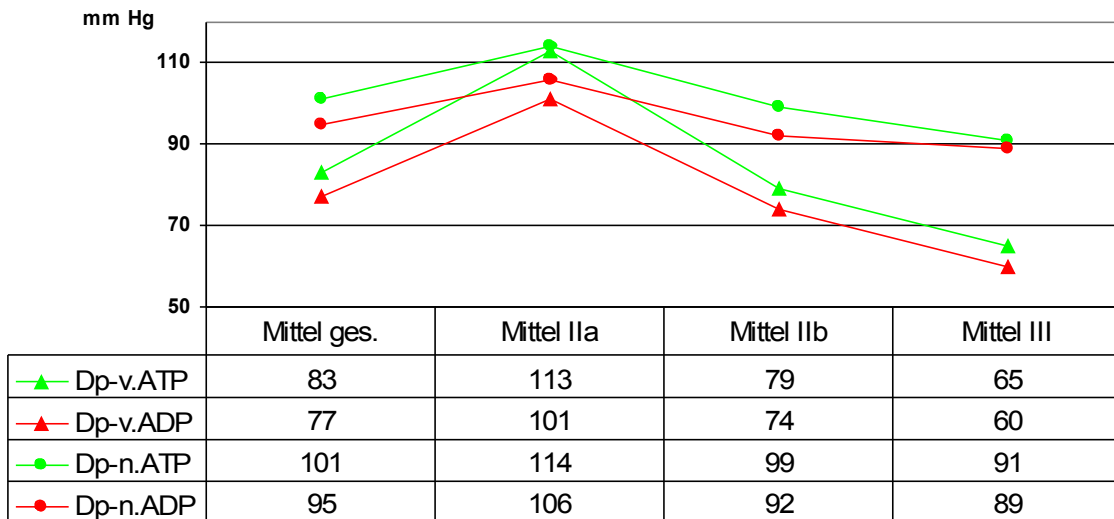 mm Hg
110
90
70
50
Mittel ges. Mittel IIa Mittel IIb Mittel III
Dp-v.ATP 83 113 79 65
Dp-v.ADP 77 101 74 60
Dp-n.ATP 101 114 99 91
Dp-n.ADP 95 106 92 89